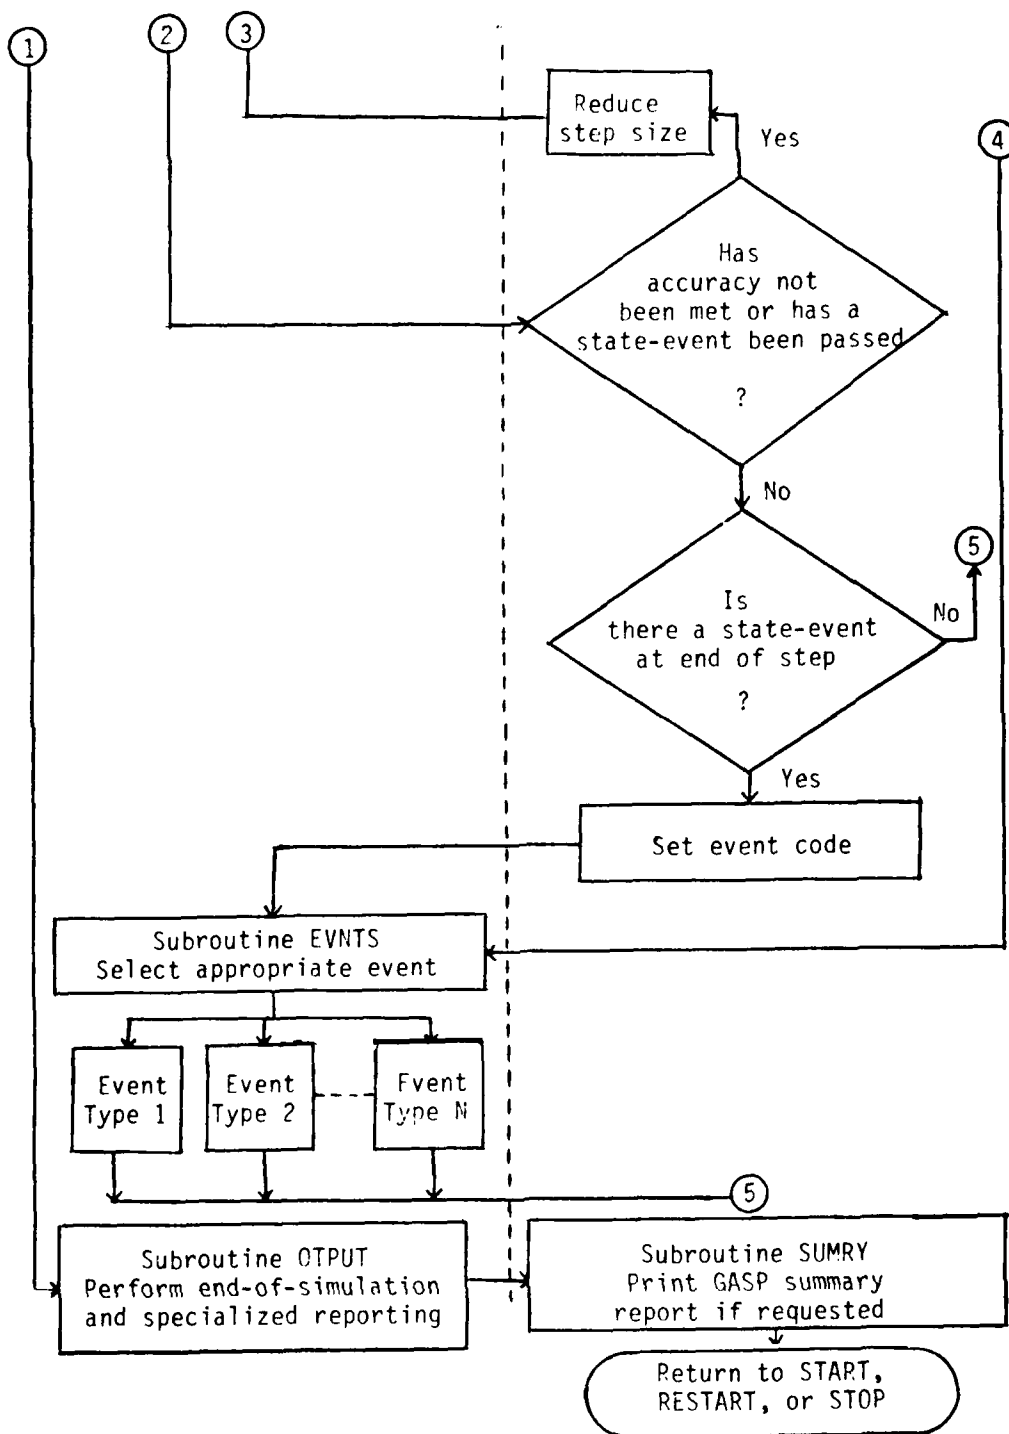 1
2
3
Reduce
step size
Yes
4
Has
accuracy not
been met or has a
state-event been passed
?
No
5
Is
there a state-event
at end of step
?
No
Yes
Set event code
Subroutine EVNTS
Select appropriate event
Event
Type 1
Event
Type 2
Event
Type N
5
Subroutine OTPUT
Perform end-of-simulation
and specialized reporting
Subroutine SUMRY
Print GASP summary
report if requested
Return to START,
RESTART, or STOP